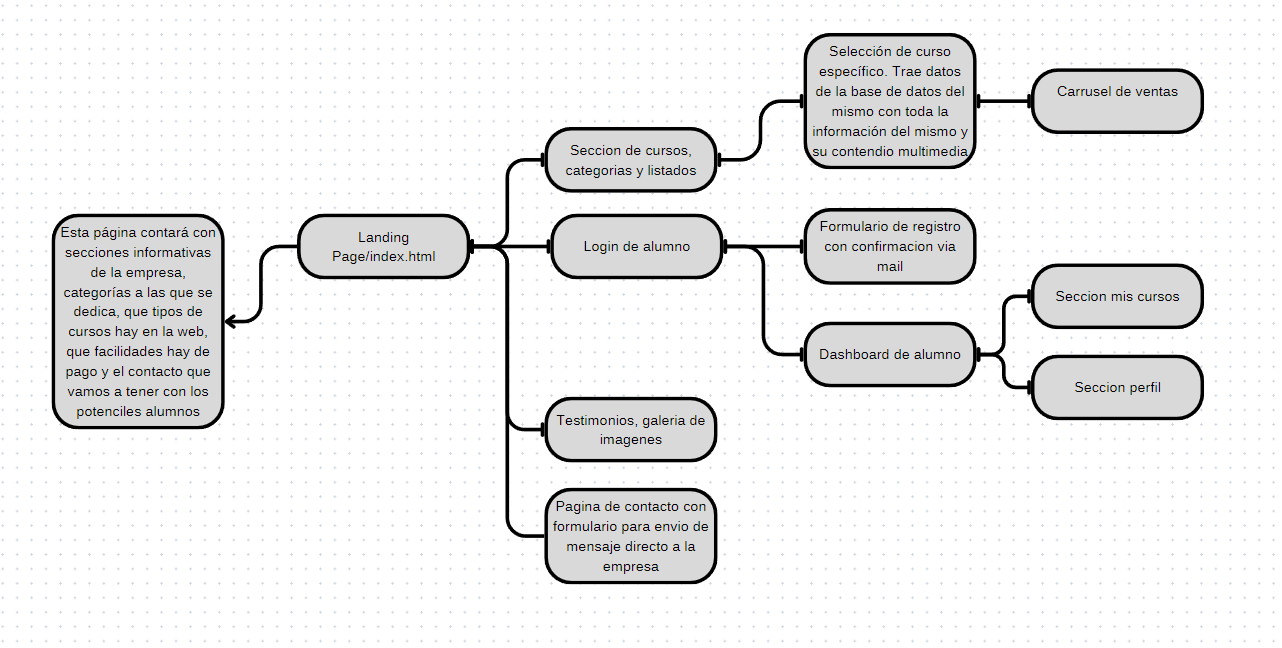 Esta página contará con
secciones informativas
de la empresa,
categorías a las que se
dedica, que tipos de
cursos hay en la web,
que facilidades hay de
pago y el contacto que
vamos a tener con los
potenciles alumnos
Landing
Page/index.html
Seccion de cursos,
categorias y listados
Selección de curso
específico. Trae datos
de la base de datos del
mismo con toda la
información del mismo y
su contendio multimedia
Carrusel de ventas
Login de alumno
Formulario de registro
con confirmacion via
mail
Dashboard de alumno
Seccion mis cursos
Seccion perfil
Testimonios, galeria de
imagenes
Pagina de contacto con
formulario para envio de
mensaje directo a la
empresa